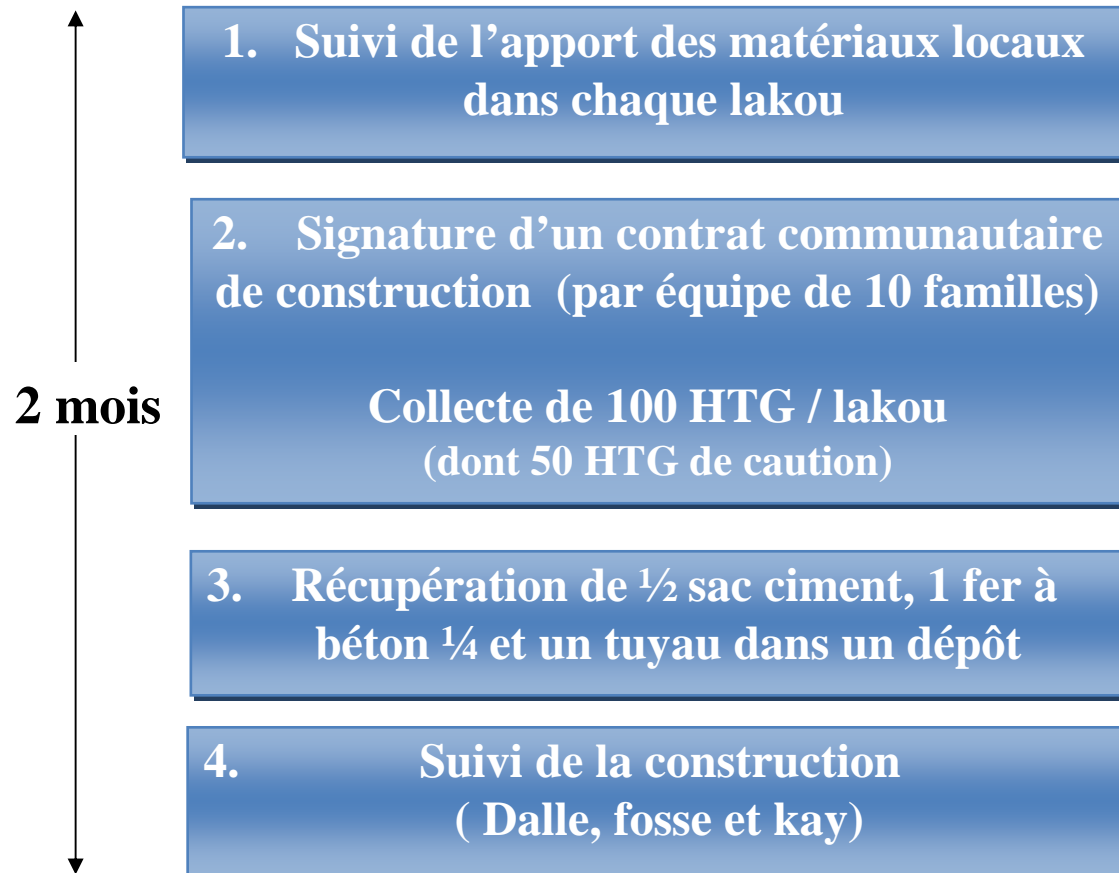 1. Suivi de l'apport des matériaux locaux
dans chaque lakou
2. Signature d'un contrat communautaire
de construction (par équipe de 10 familles)
2 mois
Collecte de 100 HTG / lakou
(dont 50 HTG de caution)
3. Récupération de ½ sac ciment, 1 fer à
béton ¼ et un tuyau dans un dépôt
4. Suivi de la construction
( Dalle, fosse et kay)